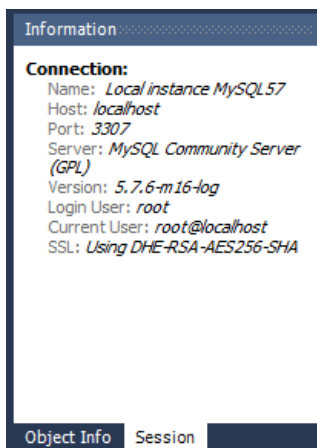 Information
Connection:
Name: Local instance MySQL57
Host: localhost
Port: 3307
Server: MySQL Community Server
(GPL)
Version: 5.7.6-m16-log
Login User: root
Current User: root@localhost
SSL: Using DHE-RSA-AES256-SHA
Object Info Session